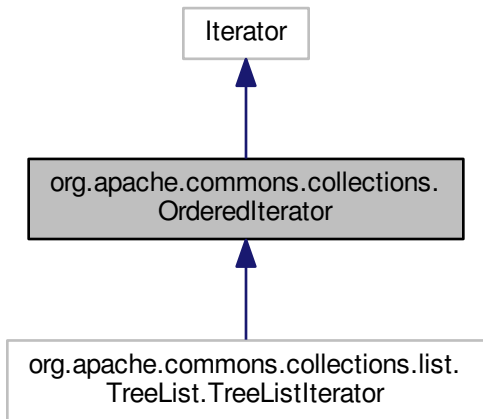 Iterator
org.apache.commons.collections.
OrderedIterator
org.apache.commons.collections.list.
TreeList.TreeListIterator